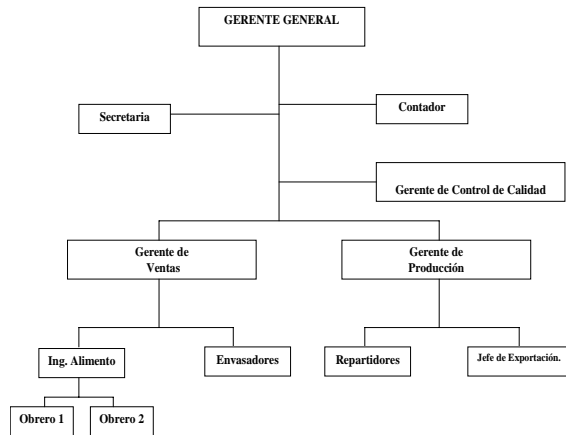 GERENTE GENERAL
Contador
Secretaria
Gerente de Control de Calidad
Gerente de
Ventas
Gerente de
Producción
Ing. Alimento
Envasadores
Repartidores
Jefe de Exportación.
Obrero 1
Obrero 2